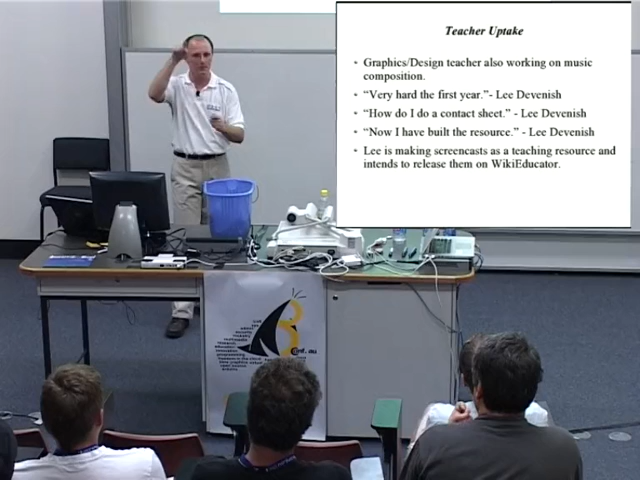 Teacher Uptake
• Graphics/Design teacher also working on music
composition.
• “Very hard the first year.”- Lee Devenish
• “How do I do a contact sheet.” - Lee Devenish
• “Now I have built the resource.” - Lee Devenish
• Lee is making screencasts as a teaching resource and
intends to release them on WikiEducator.
conf.au